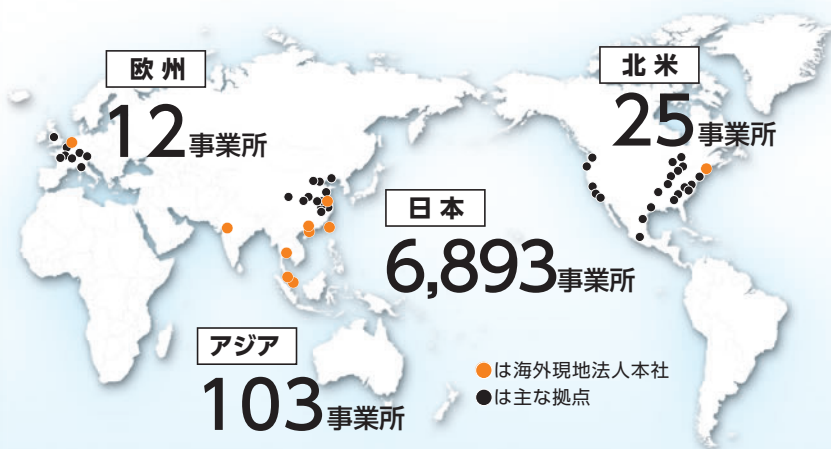 欧州
12事業所
北米
25事業所
日本
6,893事業所
アジア
103事業所
●は海外現地法人本社
●は主な拠点